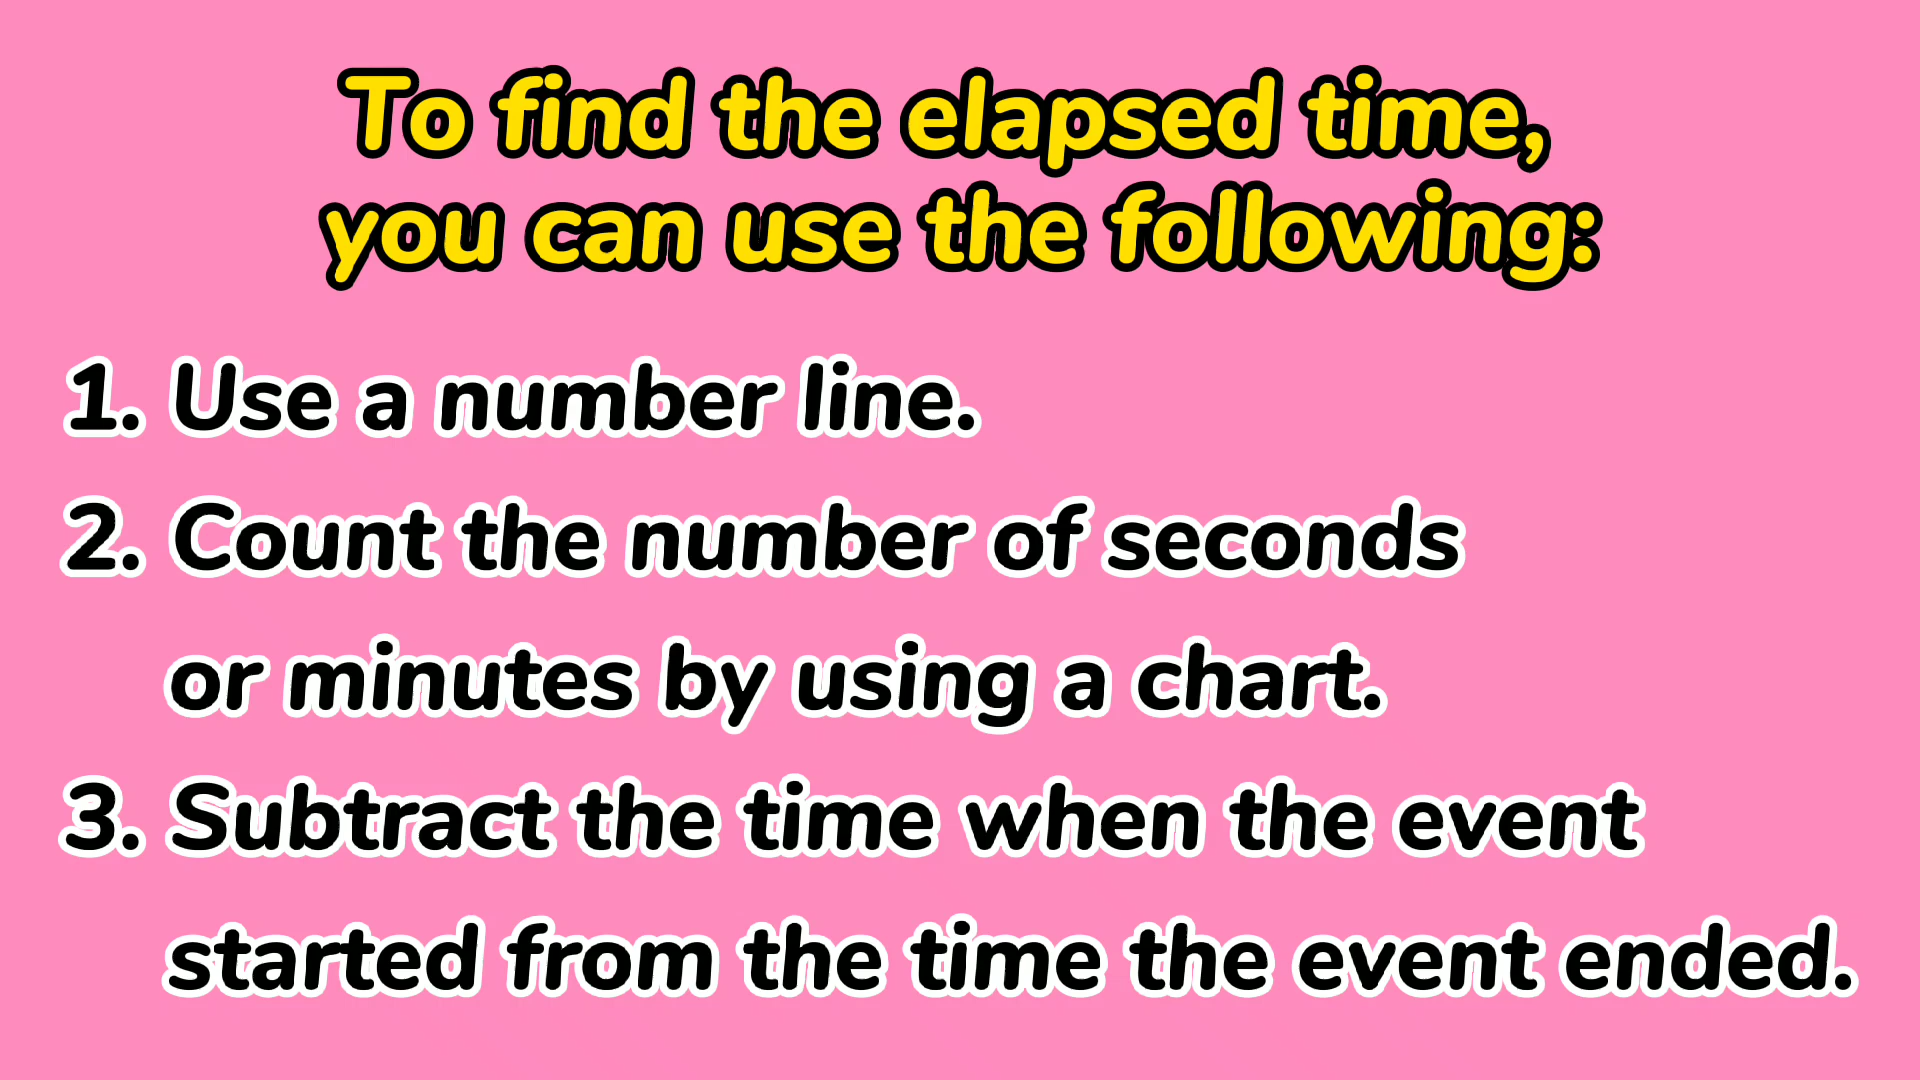 To find the elapsed time,
you can use the following:
1. Use a number line.
2. Count the number of seconds
or minutes by using a chart.
3. Subtract the time when the event
started from the time the event ended.